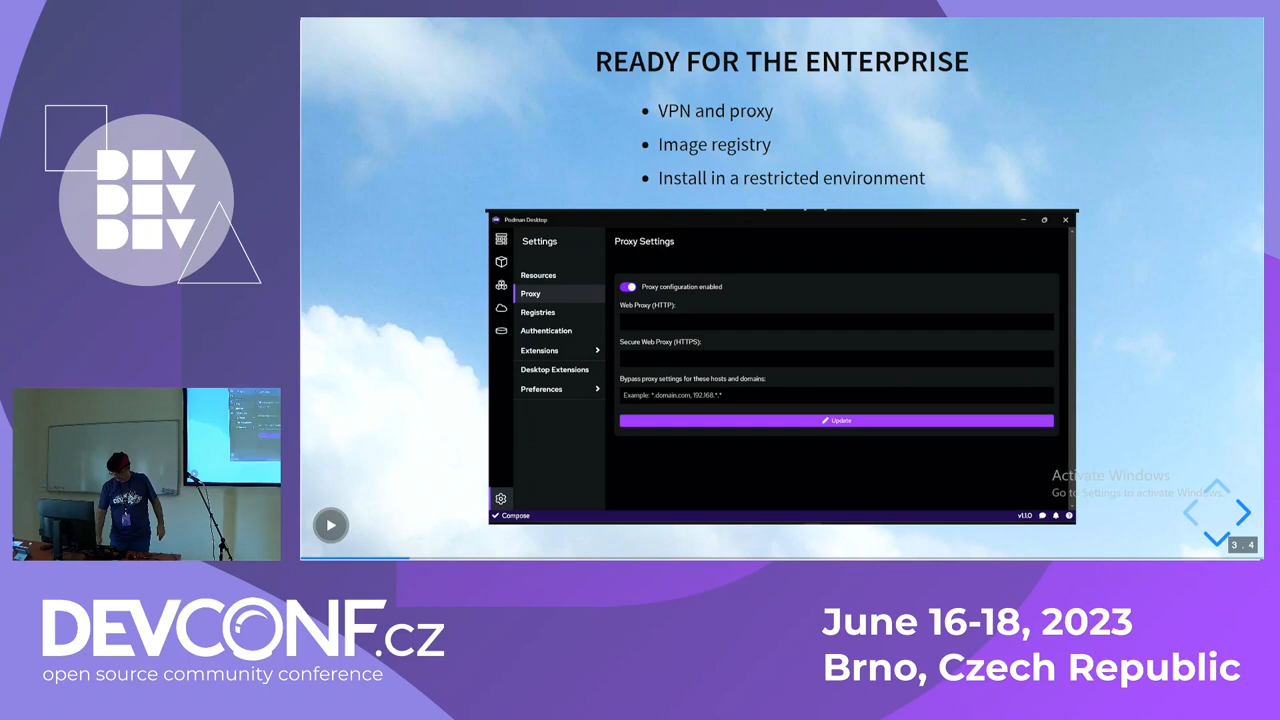 READY FOR THE ENTERPRISE
VPN and proxy
Image registry
Install in a restricted environment
Podman Desktop
Settings
Resources
Proxy
Registries
Authentication
Extensions
Desktop Extensions
Preferences
Proxy Settings
Proxy configuration enabled
Web Proxy (HTTP):
Secure Web Proxy (HTTPS):
Bypass proxy settings for these hosts and domains:
Example: *.domain.com, 192.168.*.*
Update
Compose
v1.1.0
Activate Windows
Go to Settings to activate Windows.
3 . 4
DEV
DEV
DEV
DEVCONF.cz
open source community conference
June 16-18, 2023
Brno, Czech Republic